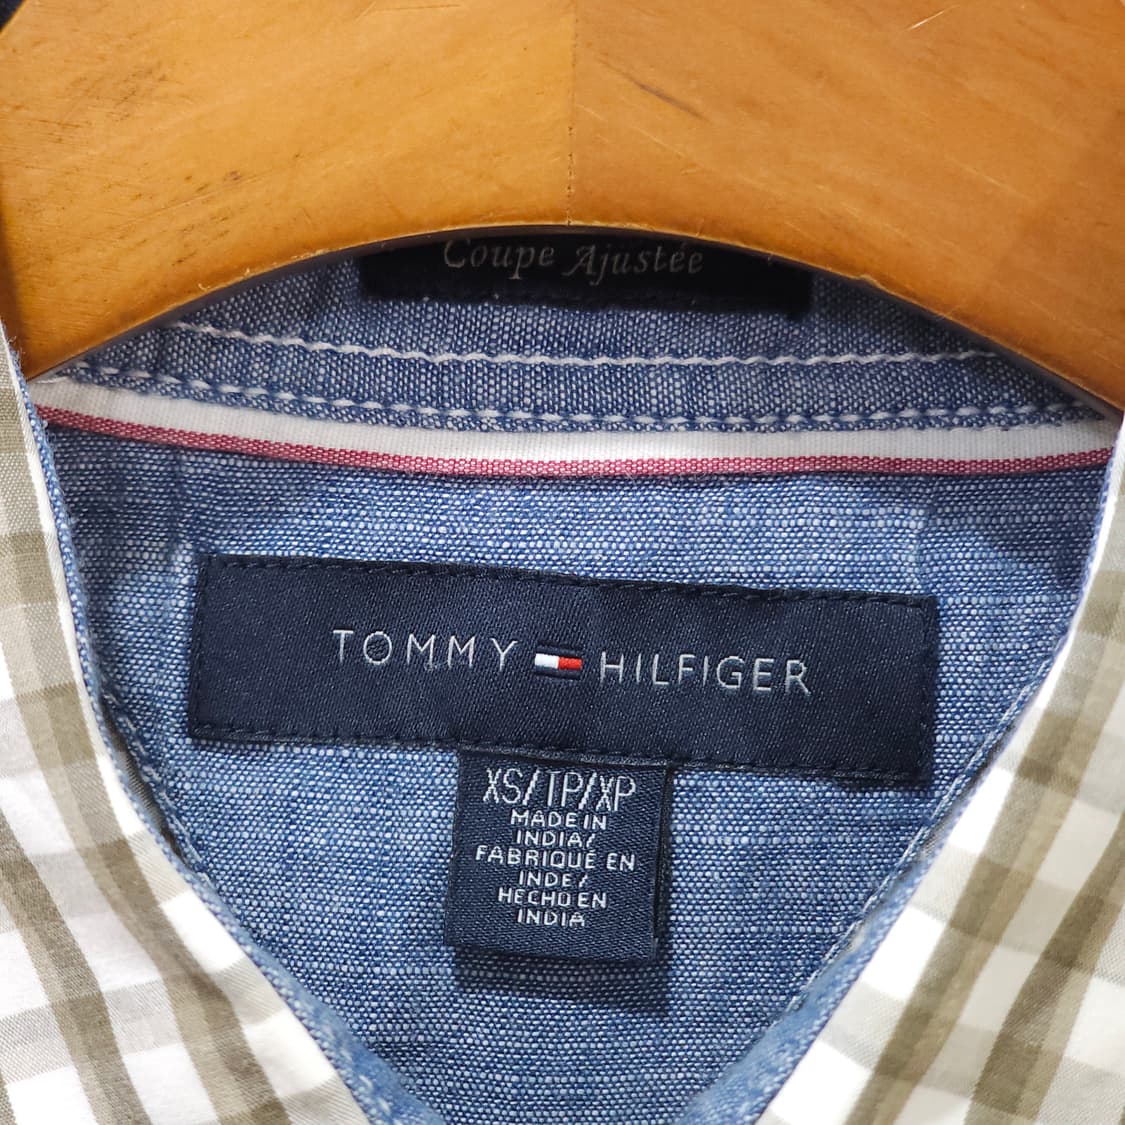 Coupe Ajustée
TOMMY HILFIGER
XS/TP/XP
MADE IN
INDIA/
FABRIQUÉ EN
INDE/
HECHO EN
INDIA